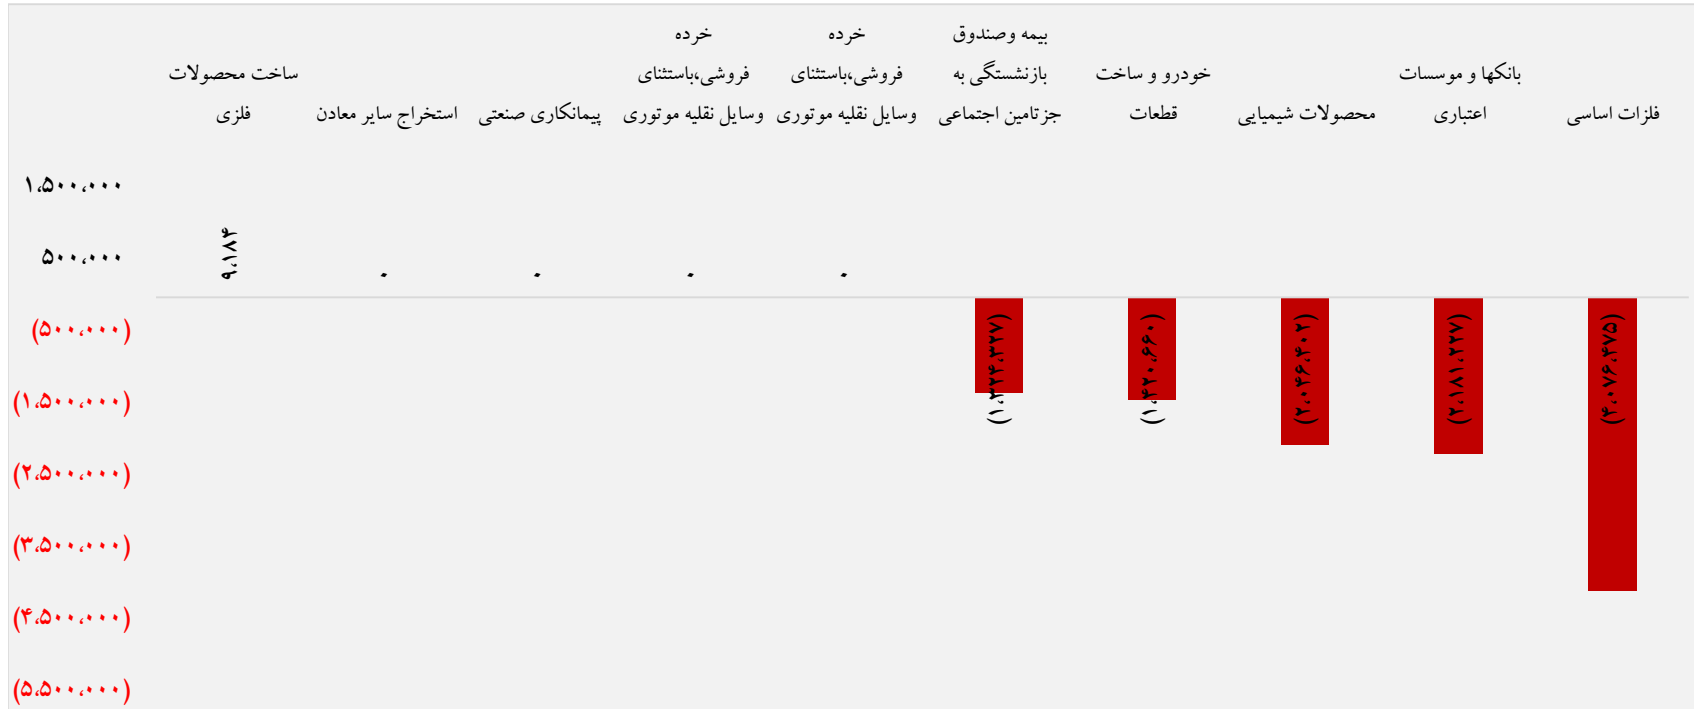 فلزات اساسی
بانکها و موسسات
اعتباری
محصولات شیمیایی
خودرو و ساخت
قطعات
بیمه وصندوق
بازنشستگی به
جزتامین اجتماعی
خرده
فروشی،باستثنای
وسایل نقلیه موتوری
خرده
فروشی،باستثنای
وسایل نقلیه موتوری
پیمانکاری صنعتی
استخراج سایر معادن
ساخت محصولات
فلزی
۱،۵۰۰،۰۰۰
۵۰۰،۰۰۰
(۵۰۰،۰۰۰)
(۱،۵۰۰،۰۰۰)
(۲،۵۰۰،۰۰۰)
(۳،۵۰۰،۰۰۰)
(۴،۵۰۰،۰۰۰)
(۵،۵۰۰،۰۰۰)
(۴،۰۷۶،۴۷۵)
(۲،۱۸۱،۲۲۷)
(۲،۰۴۶،۴۰۲)
(۱،۴۲۰،۶۶۰)
(۱،۳۲۴،۳۲۷)
۰
۰
۰
۰
۹،۱۸۴